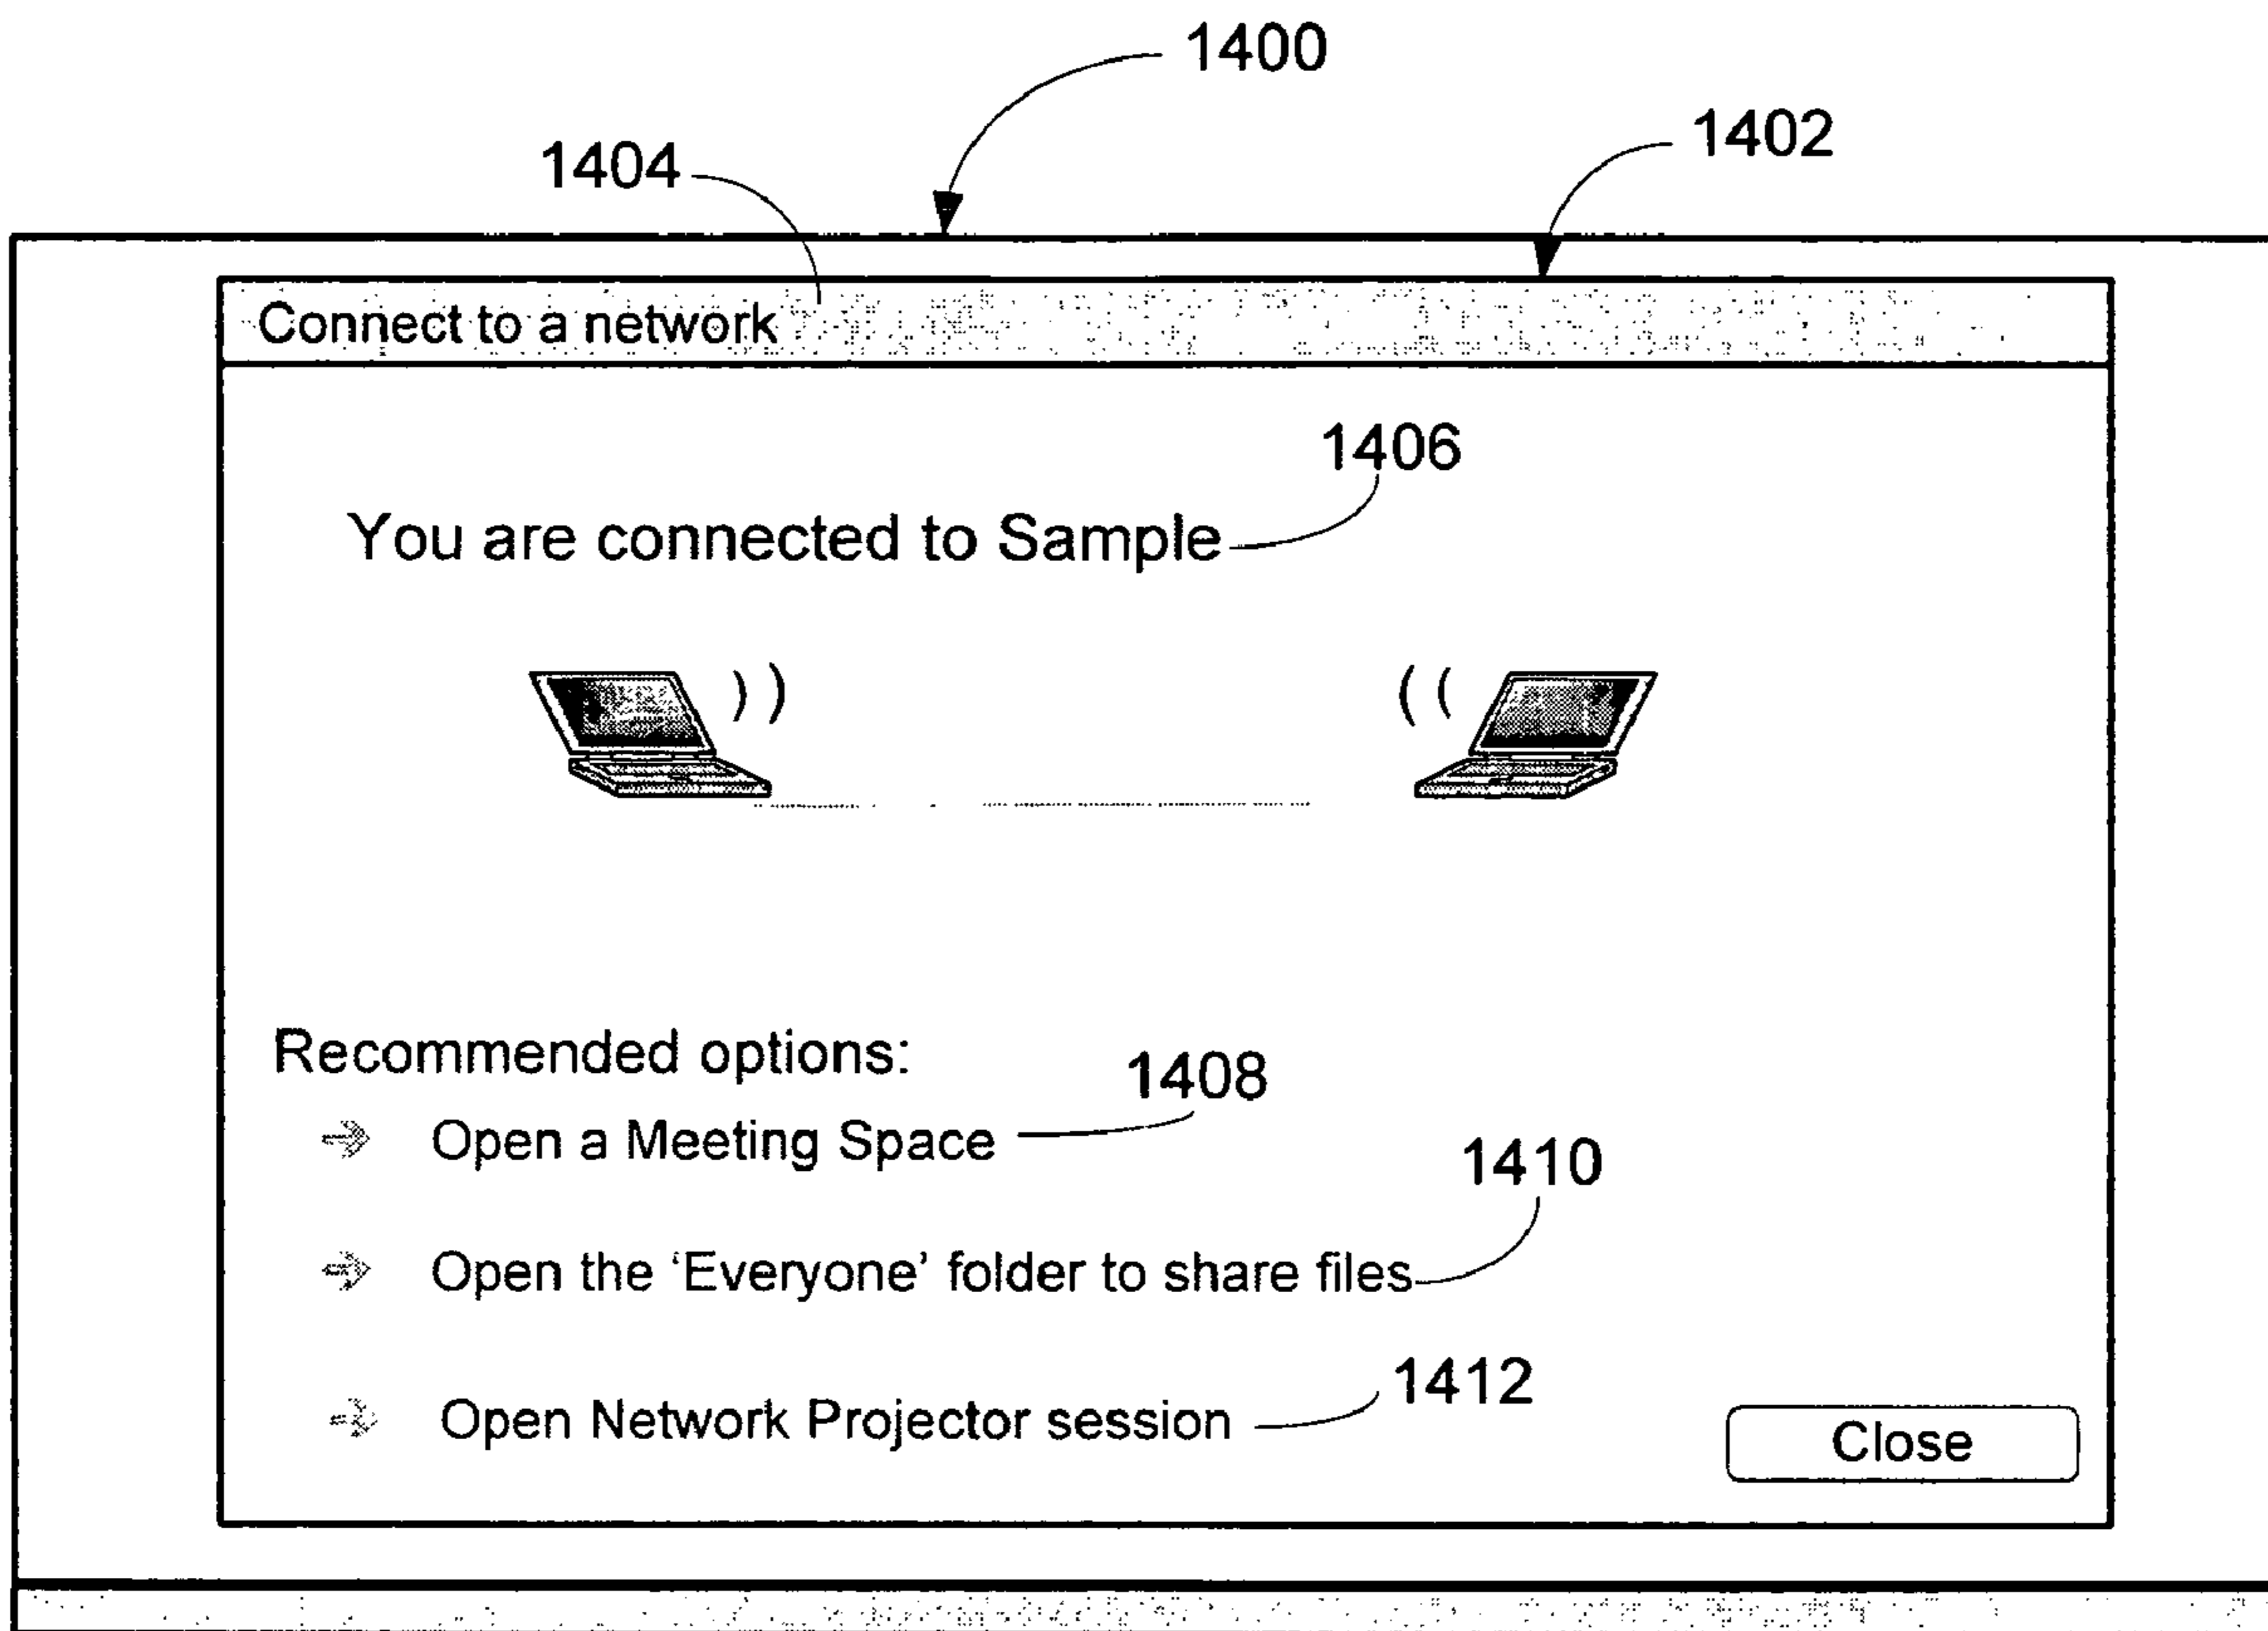 1400
1402
1404
Connect to a network
1406
You are connected to Sample
Recommended options:
1408
Open a Meeting Space
1410
Open the ‘Everyone’ folder to share files
1412
Open Network Projector session
Close